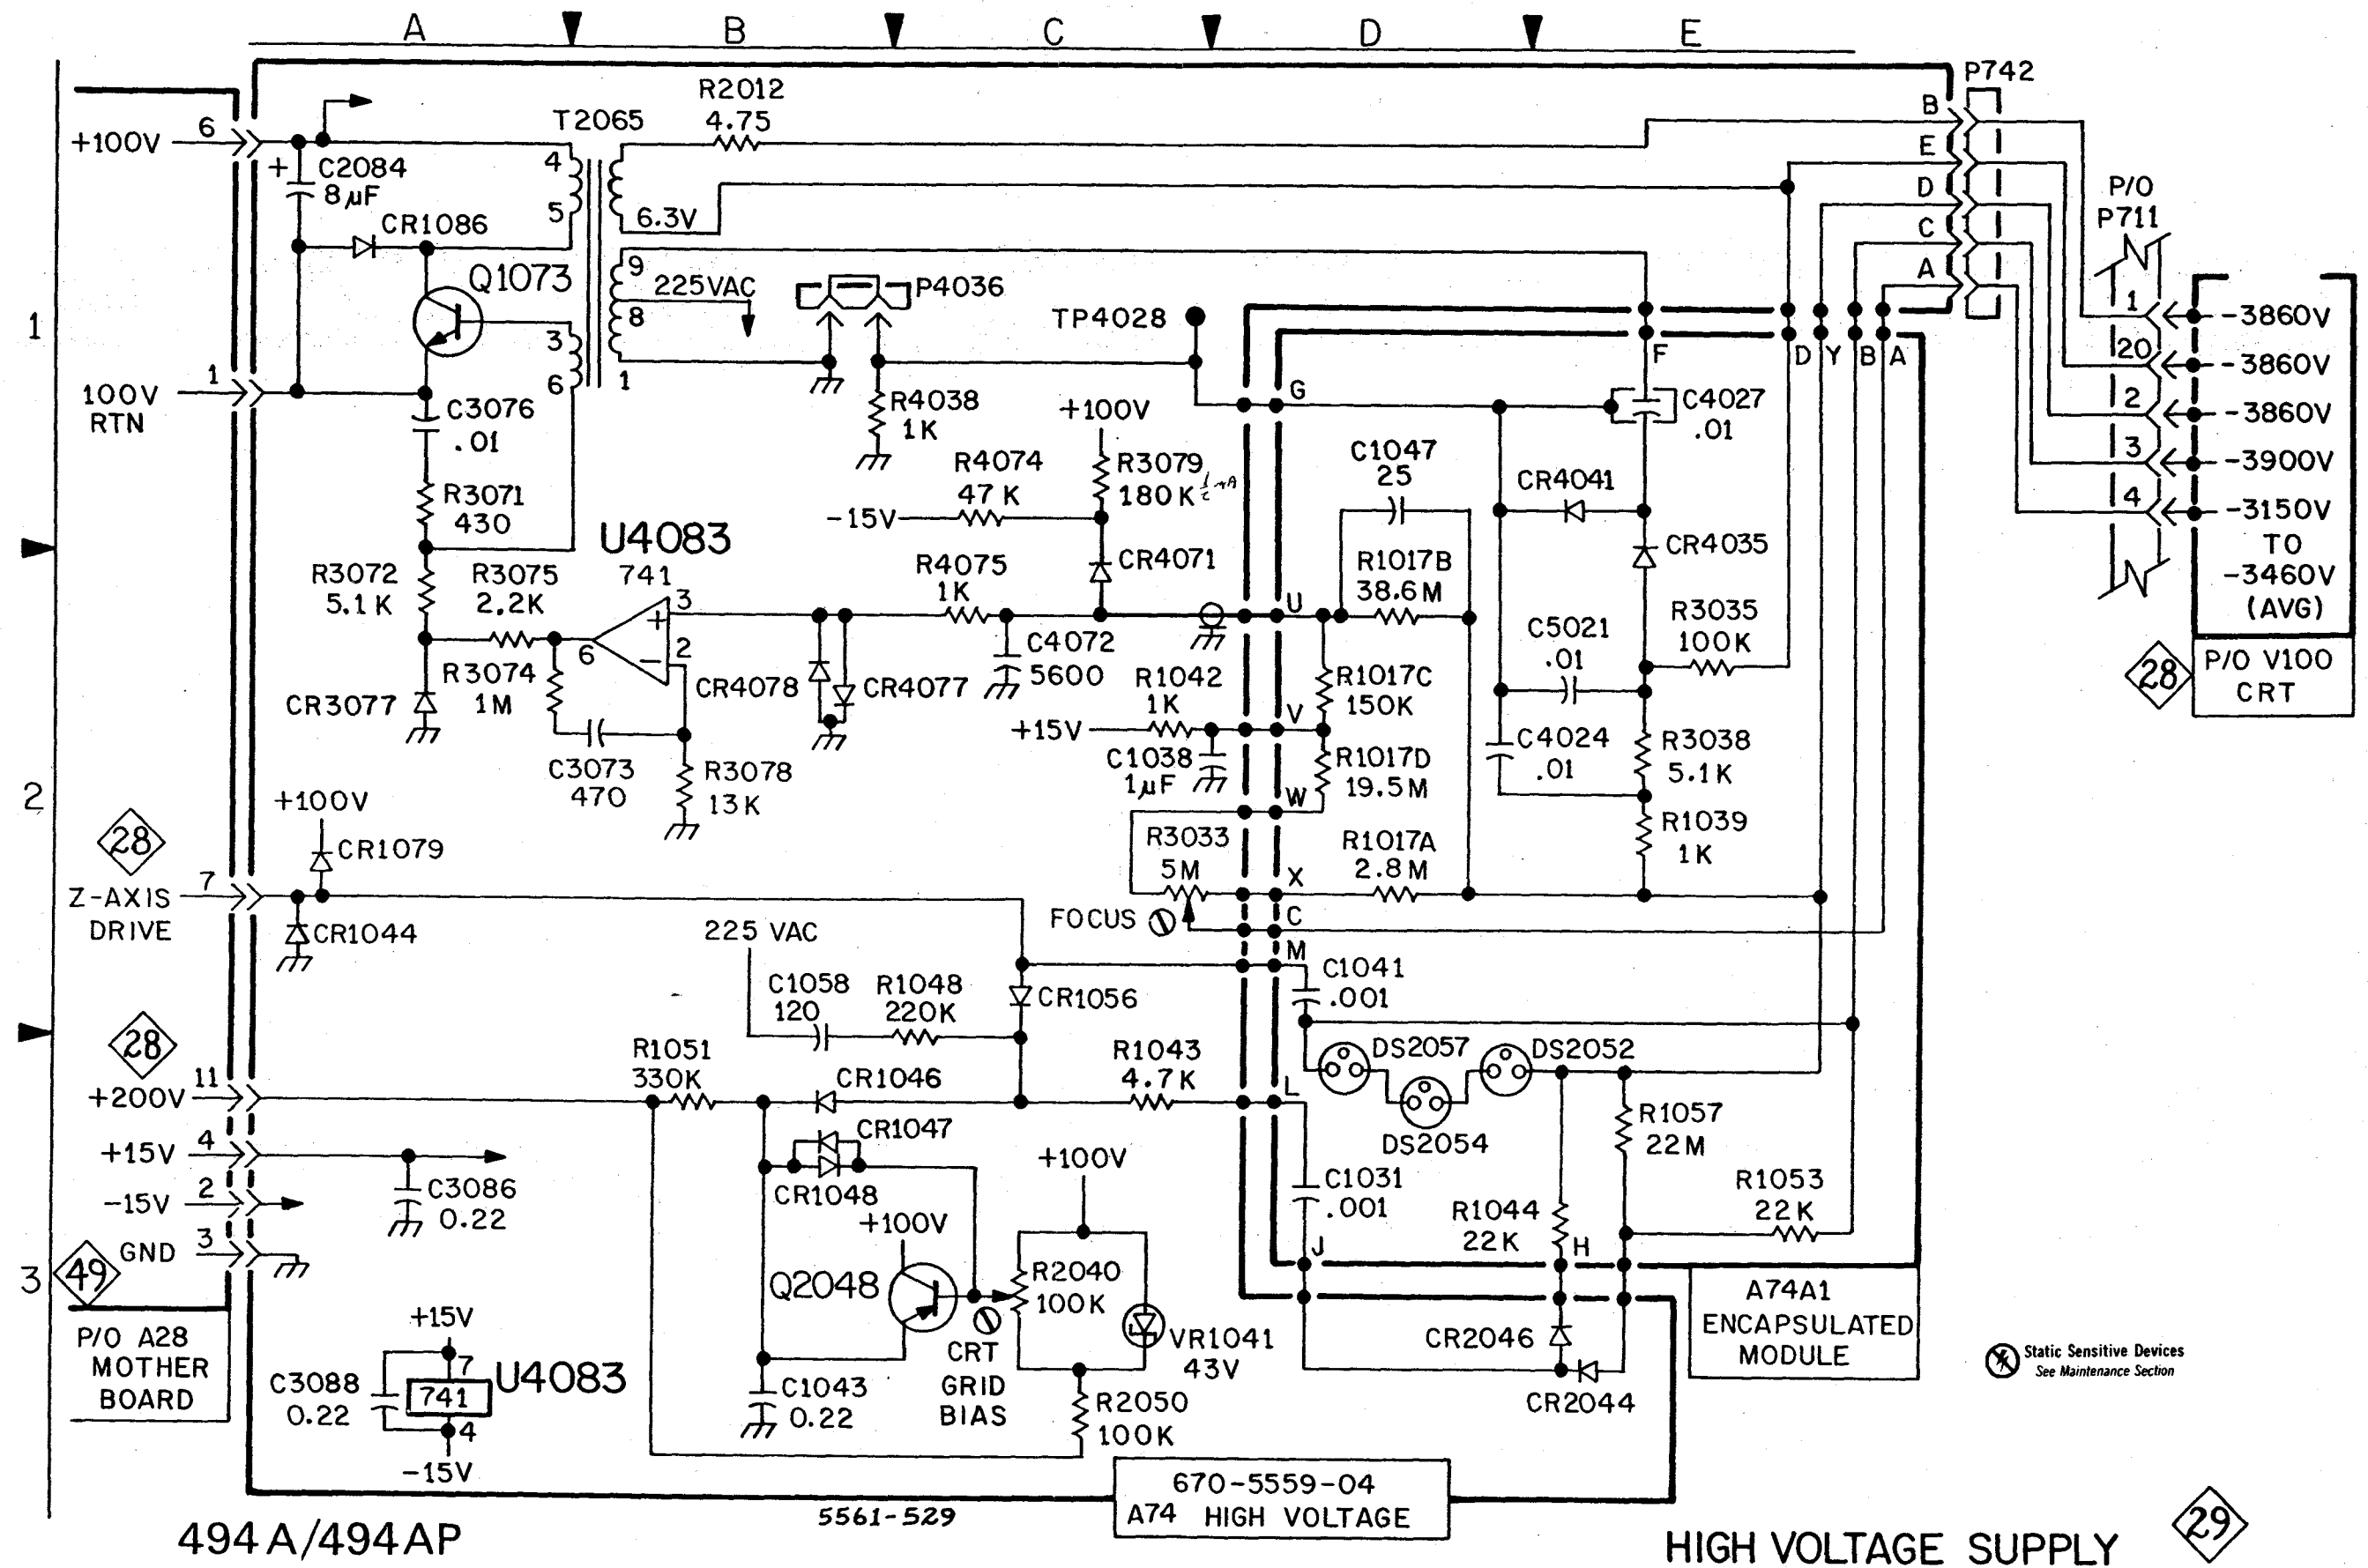 A B C D E
P742
R2012
4.75
T2065
+100V 6
4
C2084
8µF
+
5
6.3V
CR1086
Q1073
9
225VAC
8
P4036
3
6
1
TP4028
1
100V
RTN
1
C3076
.01
R4038
1K
+100V
R3079
180K
R4074
47K
-15V
R3071
430
U4083
741
R3072
5.1K
R3075
2.2K
3
+
2
-
6
R4075
1K
CR4071
C4072
5600
R3074
1M
CR3077
CR4078
CR4077
R1042
1K
+15V
C1038
1µF
C3073
470
R3078
13K
B
E
D
C
A
P/O
P711
1 -3860V
20 -3860V
2 -3860V
3 -3900V
4 -3150V
TO
-3460V
(AVG)
P/O V100
CRT
28
F
D Y B A
G
C4027
.01
C1047
25
CR4041
CR4035
R1017B
38.6M
U
R3035
100K
C5021
.01
R1017C
150K
V
C4024
.01
R3038
5.1K
R1017D
19.5M
W
R1039
1K
R3033
5M
R1017A
2.8M
X
FOCUS
C
M
2
28
+100V
CR1079
Z-AXIS
DRIVE
7
CR1044
225 VAC
C1058
120
R1048
220K
CR1056
C1041
.001
28
+200V 11
R1051
330K
CR1046
R1043
4.7K
L
DS2057
DS2052
DS2054
R1057
22M
+15V 4
CR1047
CR1048
+100V
C3086
0.22
-15V 2
C1031
.001
R1044
22K
R1053
22K
GND 3
3
49
+100V
Q2048
R2040
100K
J
H
A74A1
ENCAPSULATED
MODULE
P/O A28
MOTHER
BOARD
+15V
7
741
U4083
4
-15V
C3088
0.22
CRT
GRID
BIAS
VR1041
43V
C1043
0.22
R2050
100K
CR2046
CR2044
Static Sensitive Devices
See Maintenance Section
670-5559-04
A74 HIGH VOLTAGE
5561-529
494A/494AP
HIGH VOLTAGE SUPPLY
29